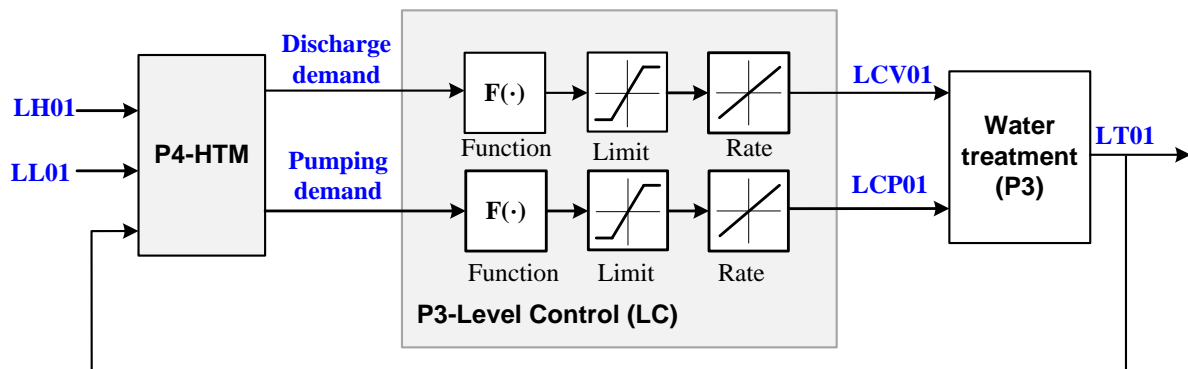 LH01
LL01
P4-HTM
Discharge
demand
Pumping
demand
F(·)
Function
Limit
Rate
F(·)
Function
Limit
Rate
P3-Level Control (LC)
LCV01
LCP01
Water
treatment
(P3)
LT01